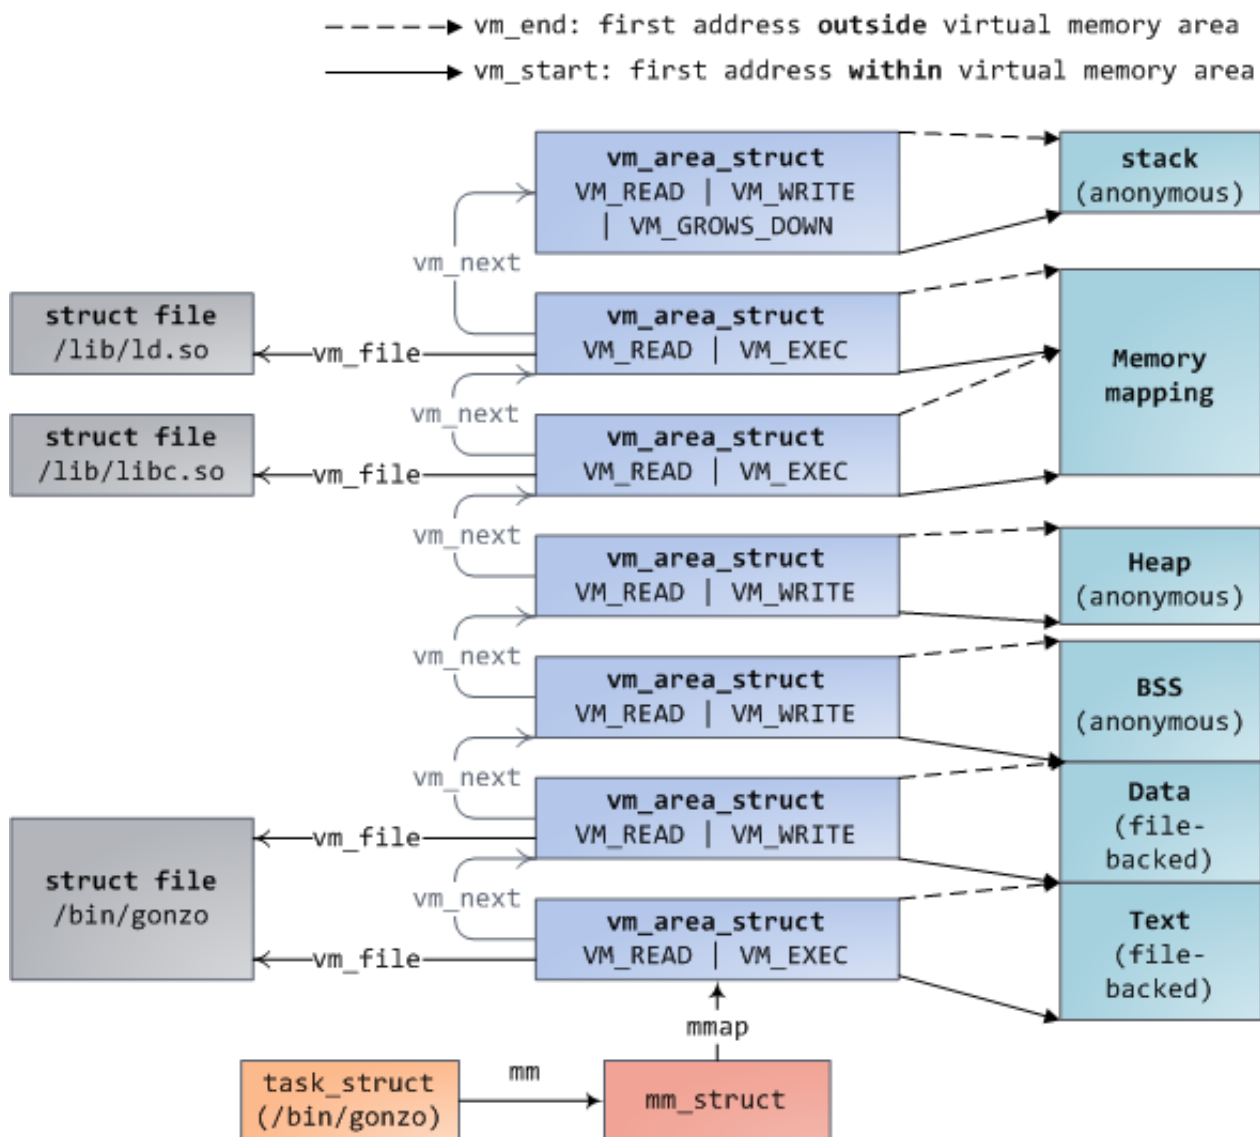 vm_end: first address outside virtual memory area
vm_start: first address within virtual memory area
vm_area_struct
VM_READ | VM_WRITE
| VM_GROWS_DOWN
stack
(anonymous)
vm_next
struct file
/lib/ld.so
vm_file
vm_area_struct
VM_READ | VM_EXEC
Memory
mapping
vm_next
struct file
/lib/libc.so
vm_file
vm_area_struct
VM_READ | VM_EXEC
vm_next
vm_area_struct
VM_READ | VM_WRITE
Heap
(anonymous)
vm_next
vm_area_struct
VM_READ | VM_WRITE
BSS
(anonymous)
vm_next
vm_file
vm_area_struct
VM_READ | VM_WRITE
Data
(file-
backed)
struct file
/bin/gonzo
vm_next
vm_file
vm_area_struct
VM_READ | VM_EXEC
Text
(file-
backed)
mmap
task_struct
(/bin/gonzo)
mm
mm_struct